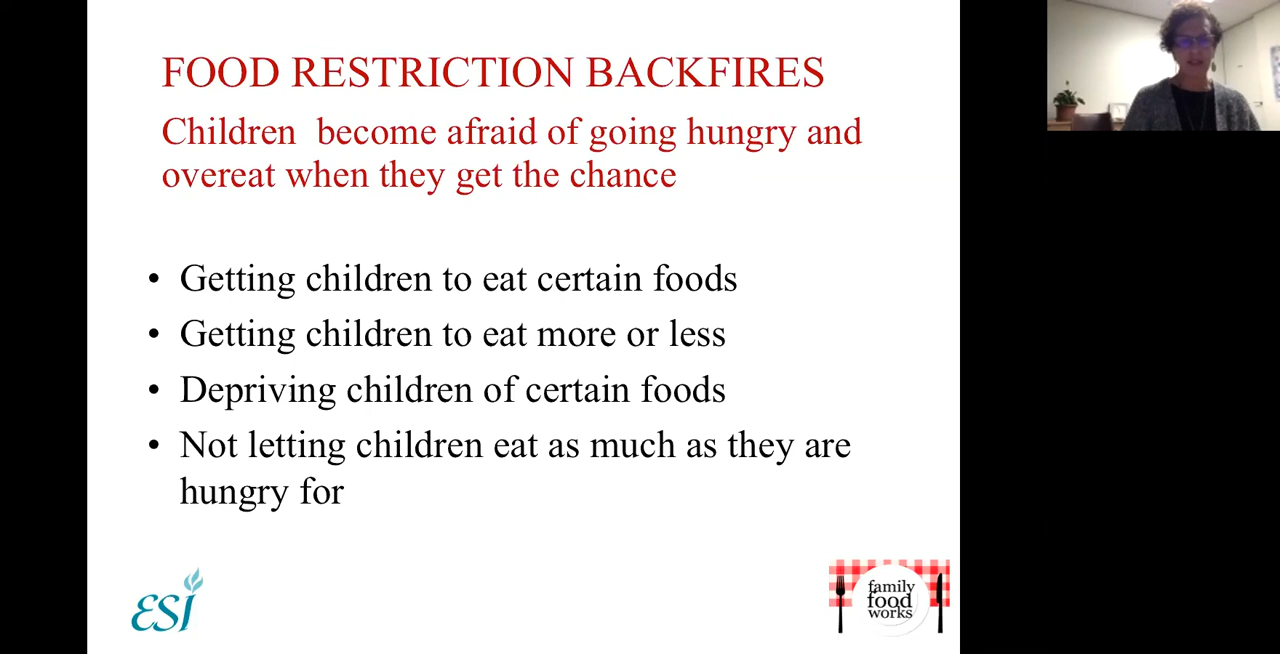 FOOD RESTRICTION BACKFIRES
Children become afraid of going hungry and
overeat when they get the chance
• Getting children to eat certain foods
• Getting children to eat more or less
• Depriving children of certain foods
• Not letting children eat as much as they are
hungry for
ESI
family
food
works